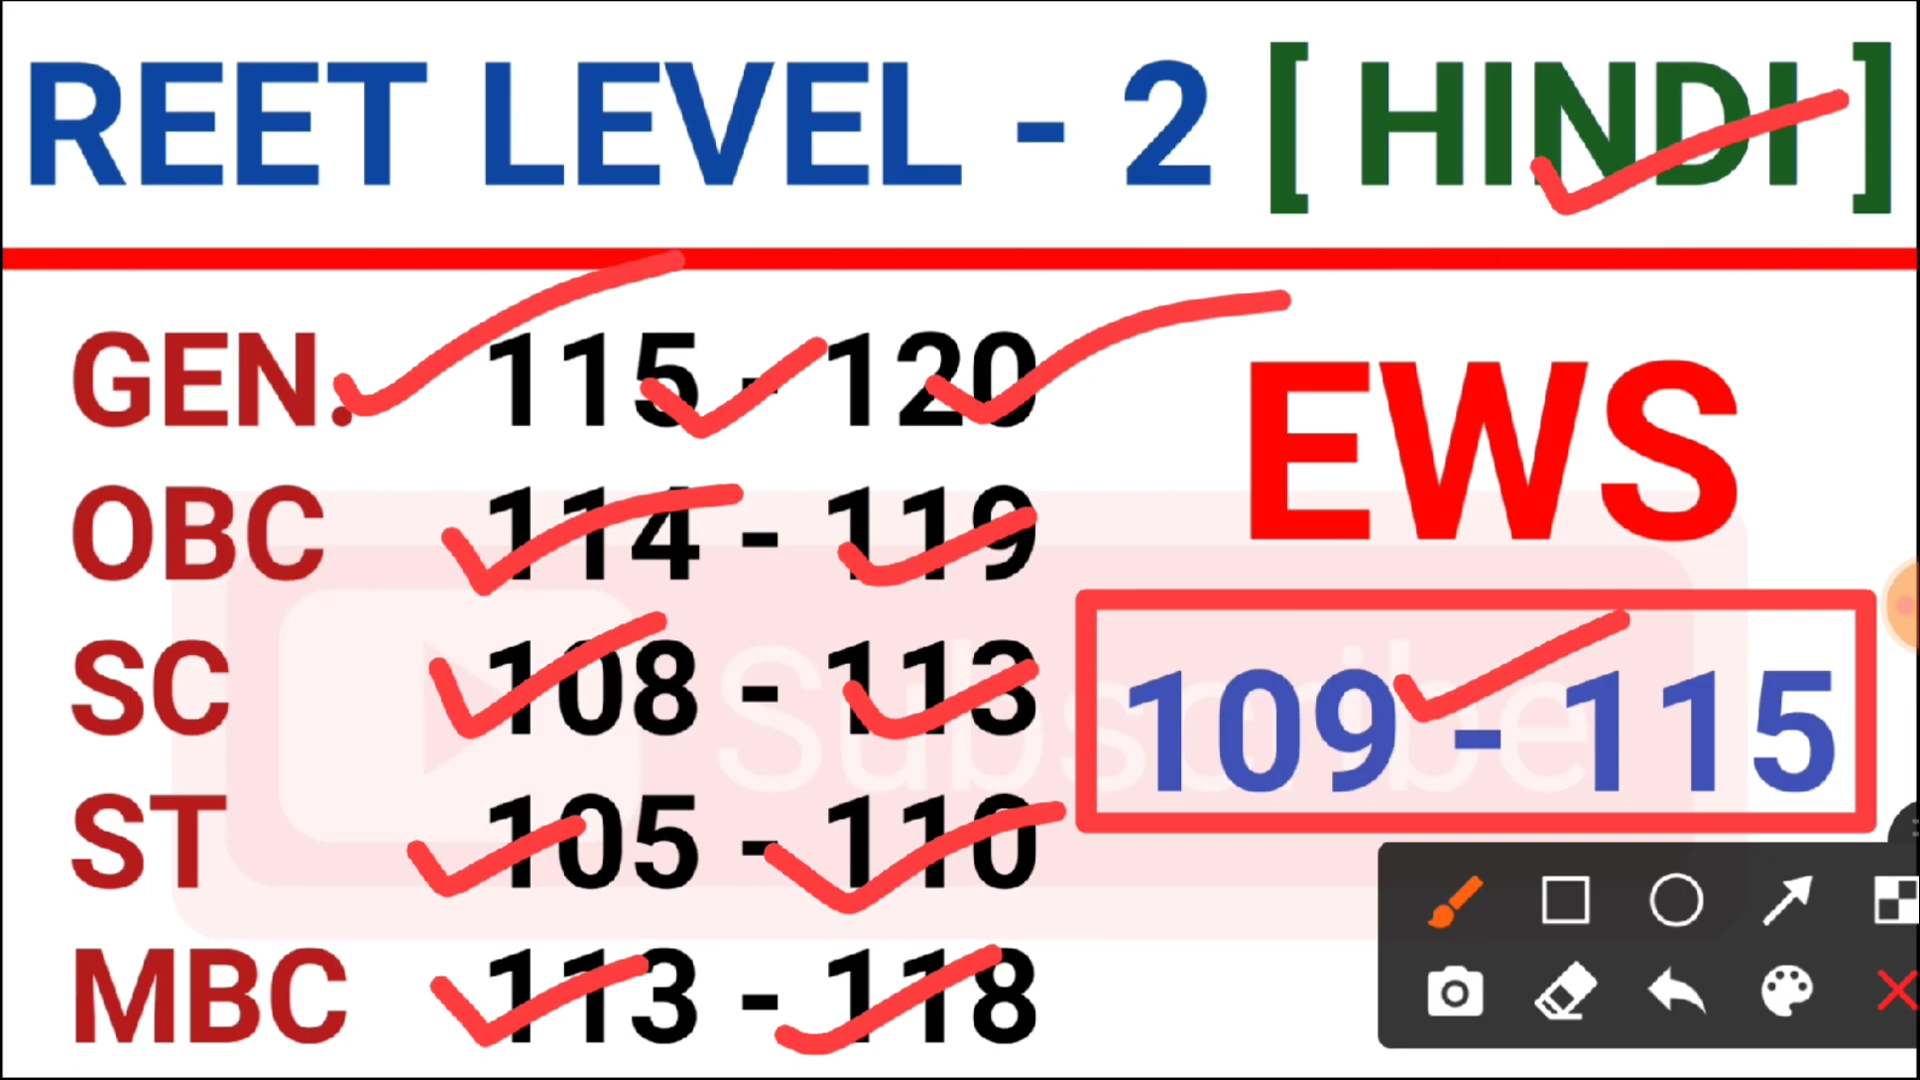 REET LEVEL - 2 [ HINDI ]
GEN. 115 - 120
OBC 114 - 119
SC 108 - 113
ST 105 - 110
MBC 113 - 118
EWS
109 - 115
Subscribe